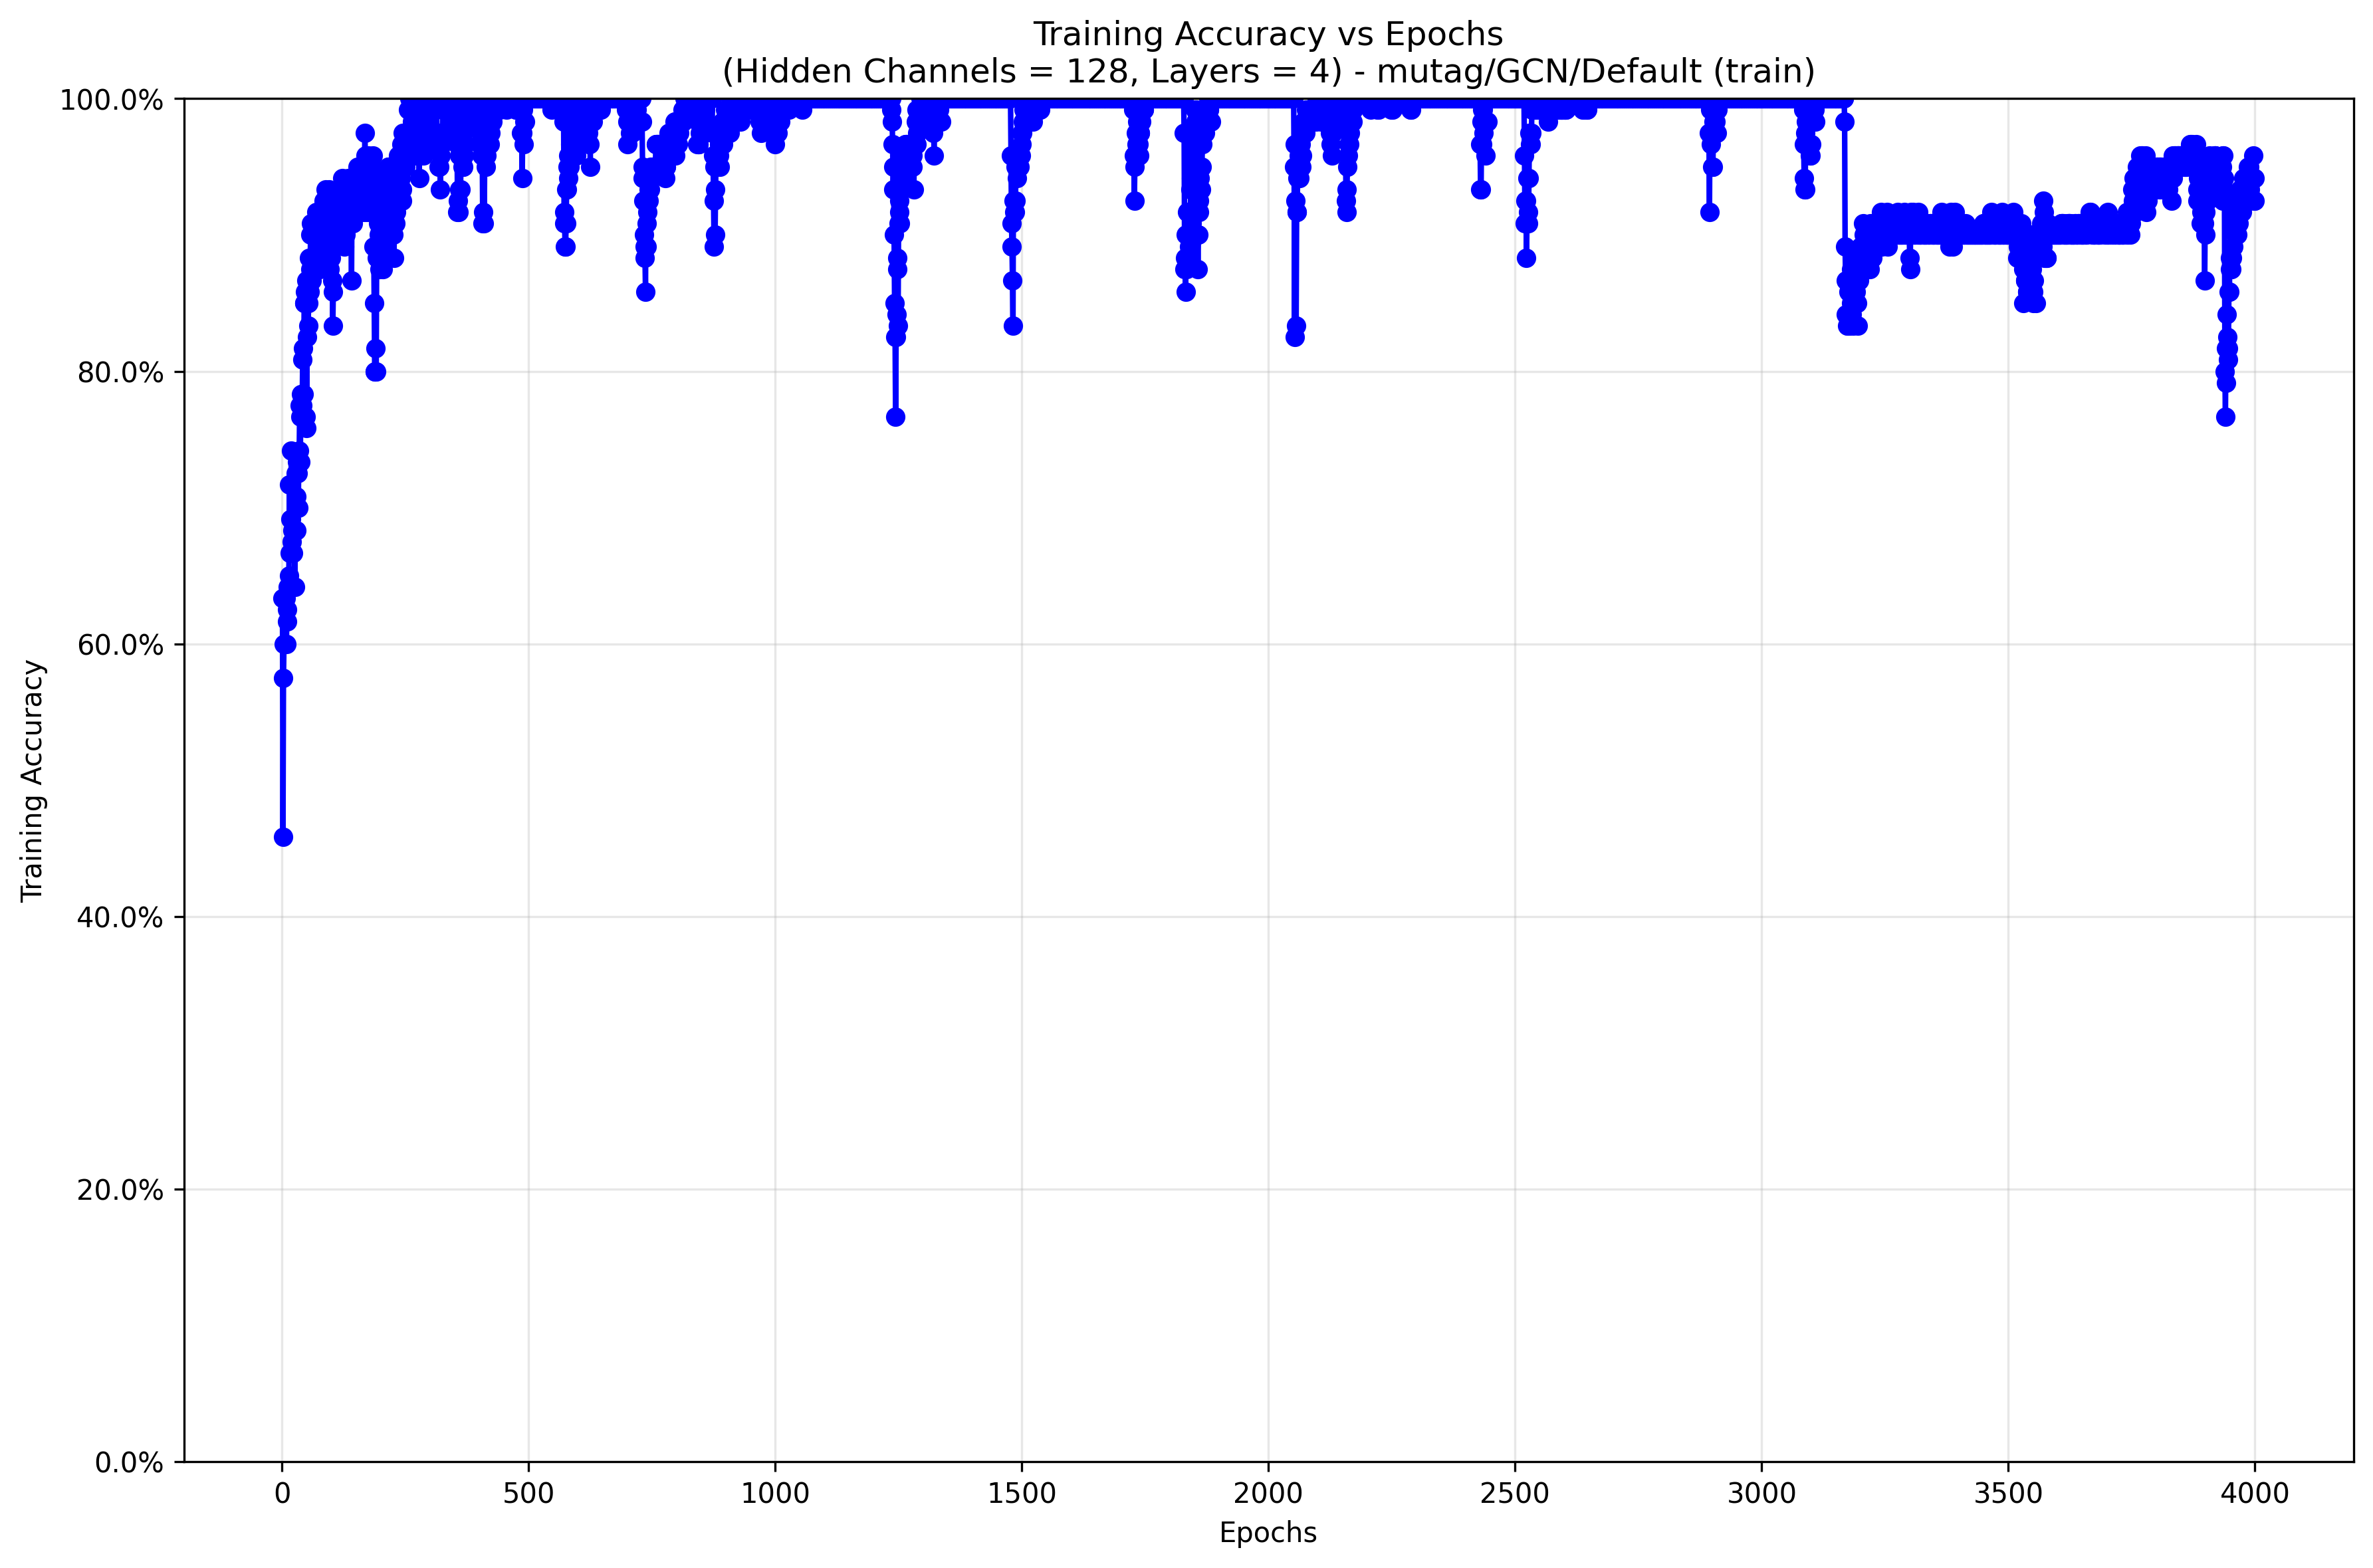 Training Accuracy vs Epochs
(Hidden Channels = 128, Layers = 4) - mutag/GCN/Default (train)
100.0%
80.0%
60.0%
40.0%
20.0%
0.0%
Training Accuracy
0 500 1000 1500 2000 2500 3000 3500 4000
Epochs